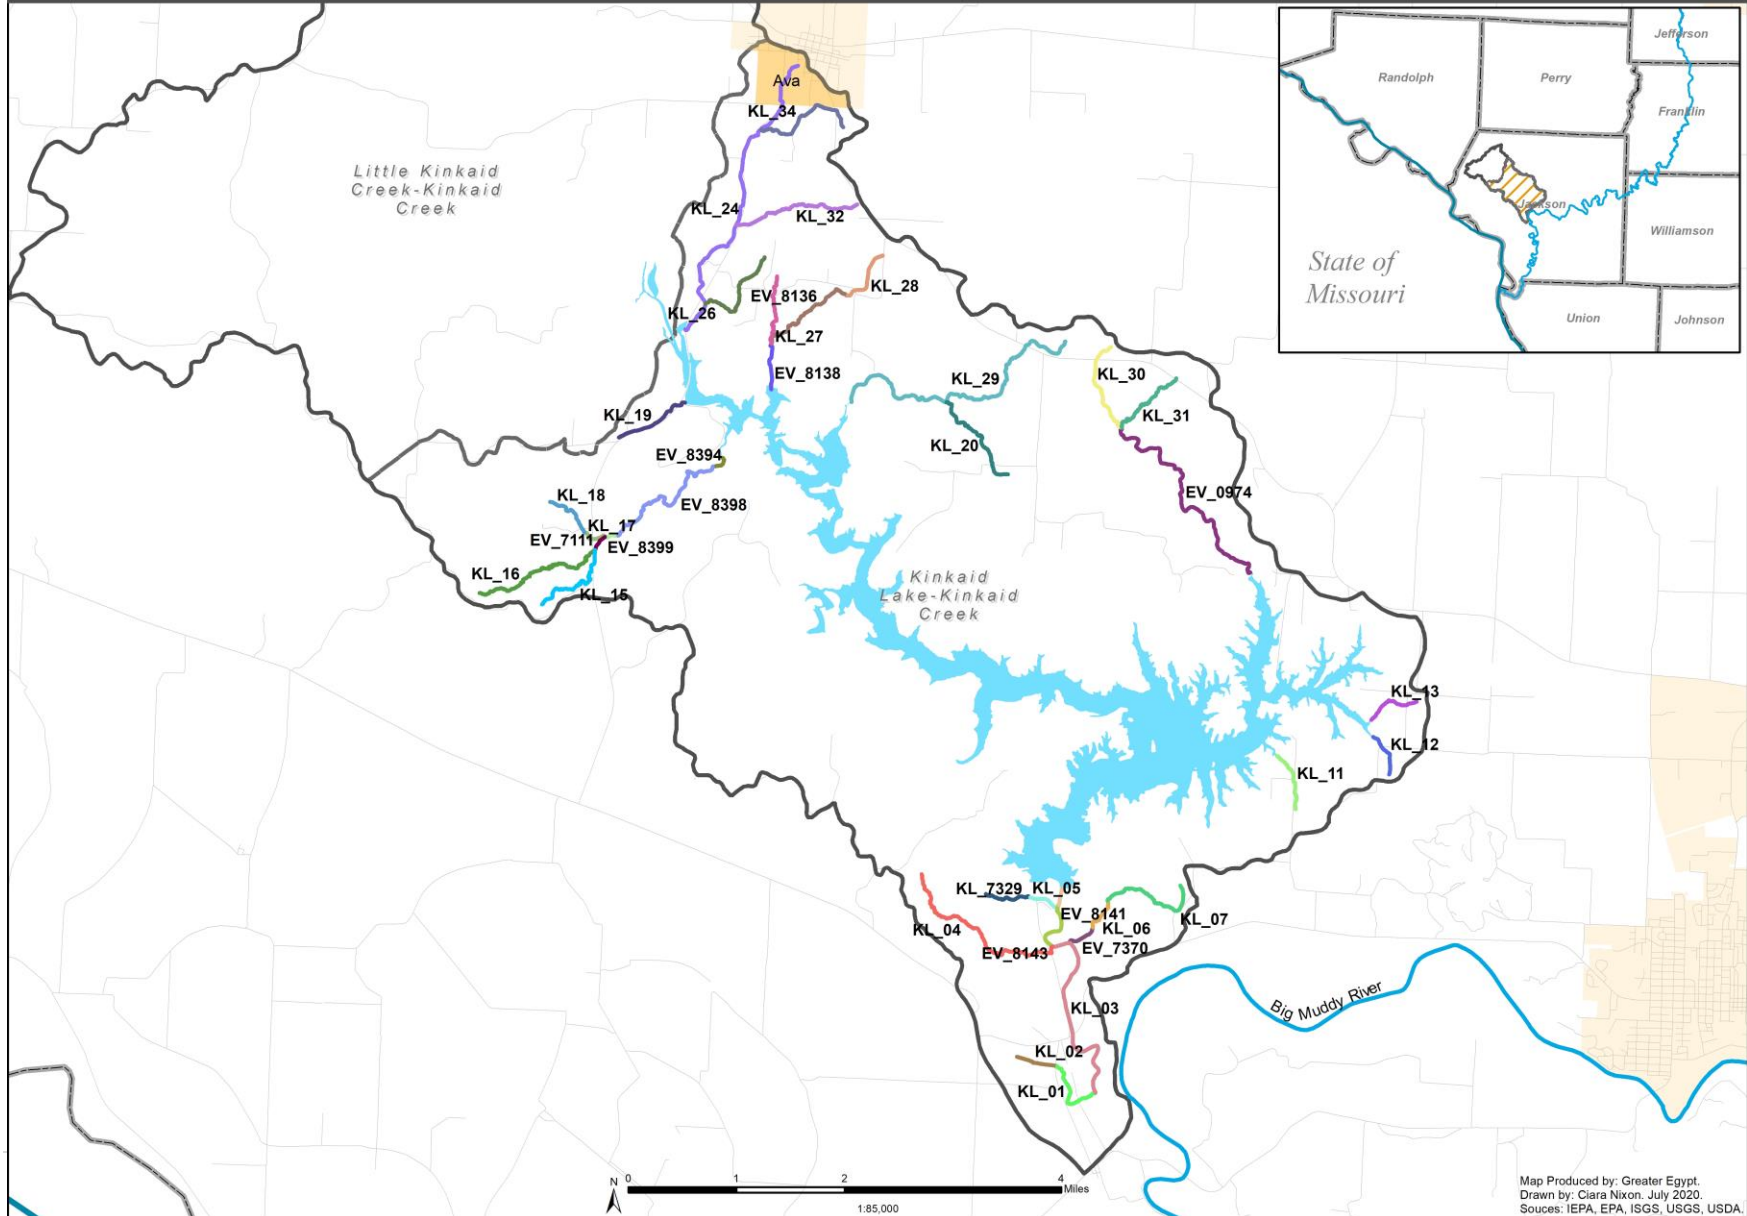 Ava
KL_34
Little Kinkaid
Creek-Kinkaid
Creek
KL_24
KL_32
EV_8136
KL_28
KL_26
KL_27
EV_8138
KL_29
KL_30
KL_31
KL_19
KL_20
EV_8394
EV_0974
KL_18
EV_8398
KL_17
EV_7111
EV_8399
KL_16
KL_15
Kinkaid
Lake-Kinkaid
Creek
KL_13
KL_12
KL_11
KL_7329
KL_05
EV_8141
KL_07
KL_04
KL_06
EV_8143
EV_7370
KL_03
Big Muddy River
KL_02
KL_01
Jefferson
Randolph
Perry
Franklin
Jackson
Williamson
State of
Missouri
Union
Johnson
N
0
1
2
4
Miles
1:85,000
Map Produced by: Greater Egypt.
Drawn by: Ciara Nixon. July 2020.
Souces: IEPA, EPA, ISGS, USGS, USDA.